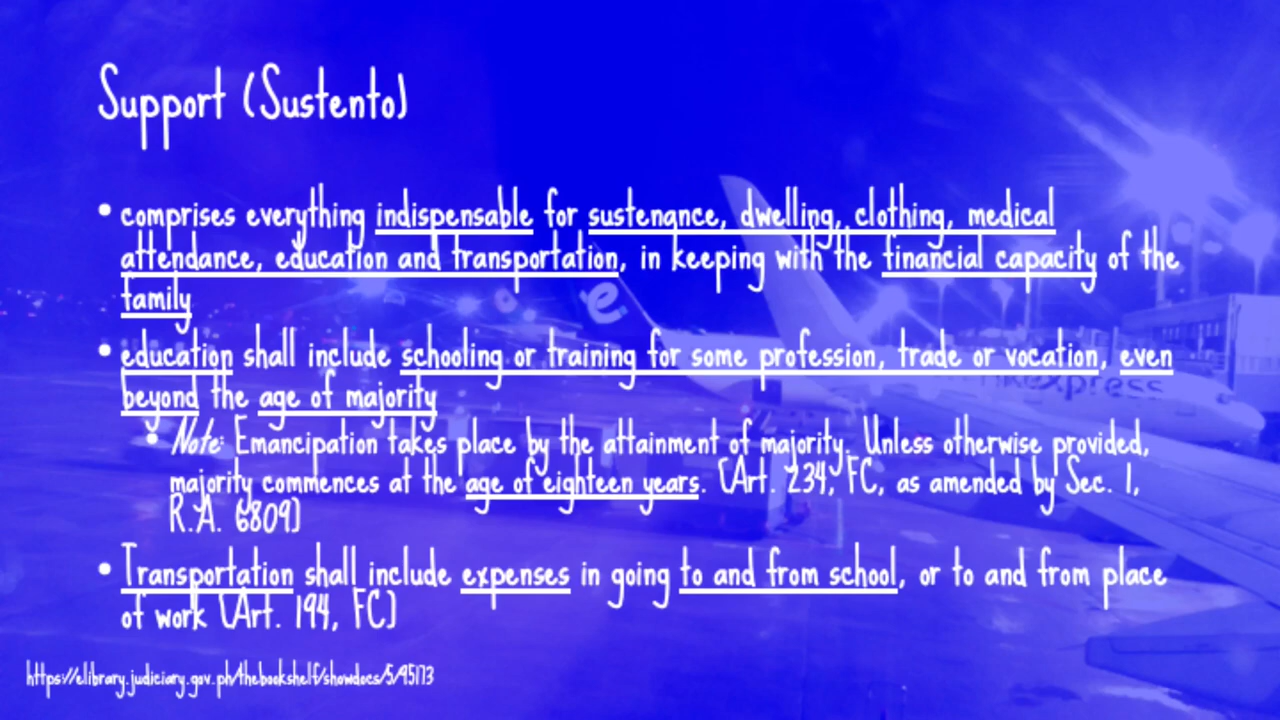 Support (Sustento)
• comprises everything indispensable for sustenance, dwelling, clothing, medical
attendance, education and transportation, in keeping with the financial capacity of the
family
• education shall include schooling or training for some profession, trade or vocation, even
beyond the age of majority
• Note: Emancipation takes place by the attainment of majority. Unless otherwise provided,
majority commences at the age of eighteen years. [Art. 234, FC, as amended by Sec. 1,
R.A. 6809]
• Transportation shall include expenses in going to and from school, or to and from place
of work [Art. 194, FC]
https://elibrary.judiciary.gov.ph/thebookshelf/showdocs/5/95173
e
express